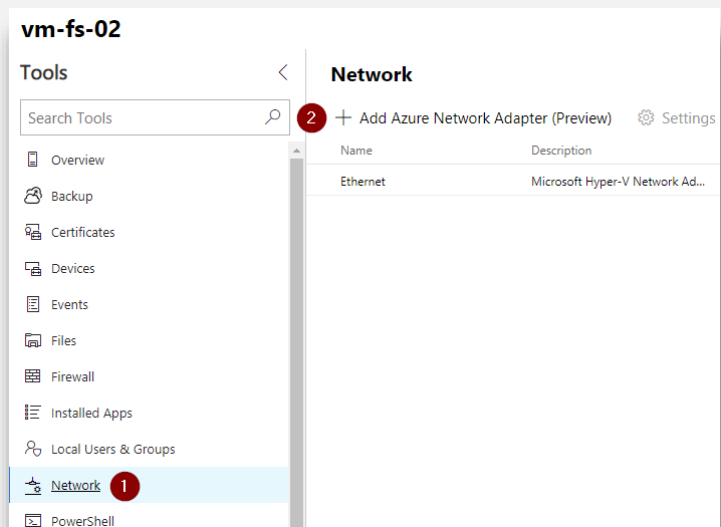 vm-fs-02
Tools
Search Tools
Overview
Backup
Certificates
Devices
Events
Files
Firewall
Installed Apps
Local Users & Groups
Network 1
PowerShell
Network
2 + Add Azure Network Adapter (Preview) Settings
Name Description
Ethernet Microsoft Hyper-V Network Ad...